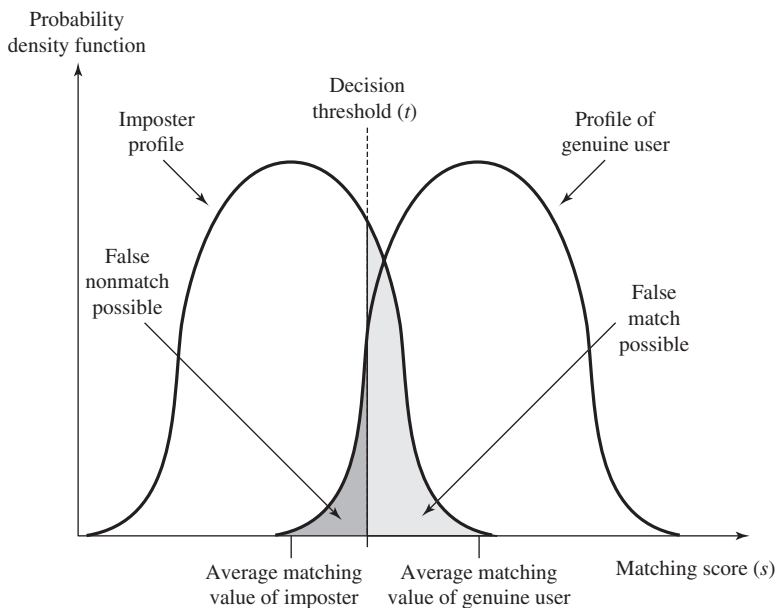 Probability
density function
Decision
threshold (t)
Imposter
profile
Profile of
genuine user
False
nonmatch
possible
False
match
possible
Average matching
value of imposter
Average matching
value of genuine user
Matching score (s)